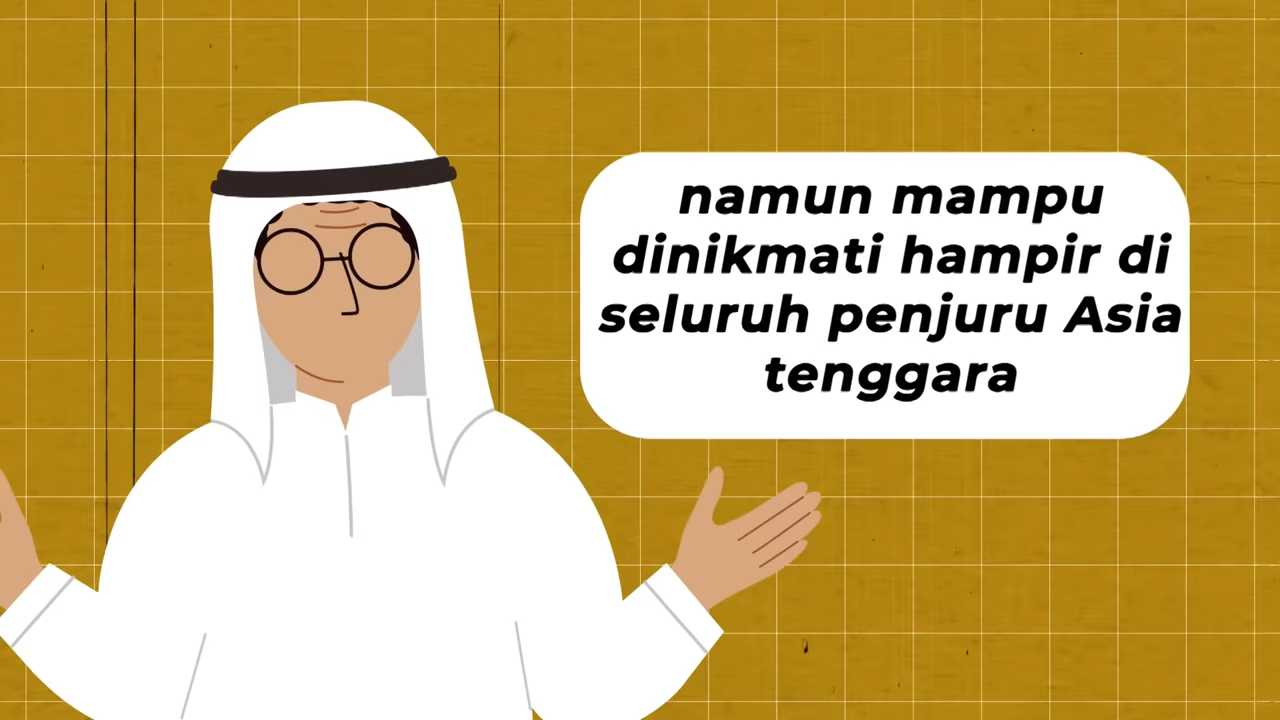 namun mampu
dinikmati hampir di
seluruh penjuru Asia
tenggara